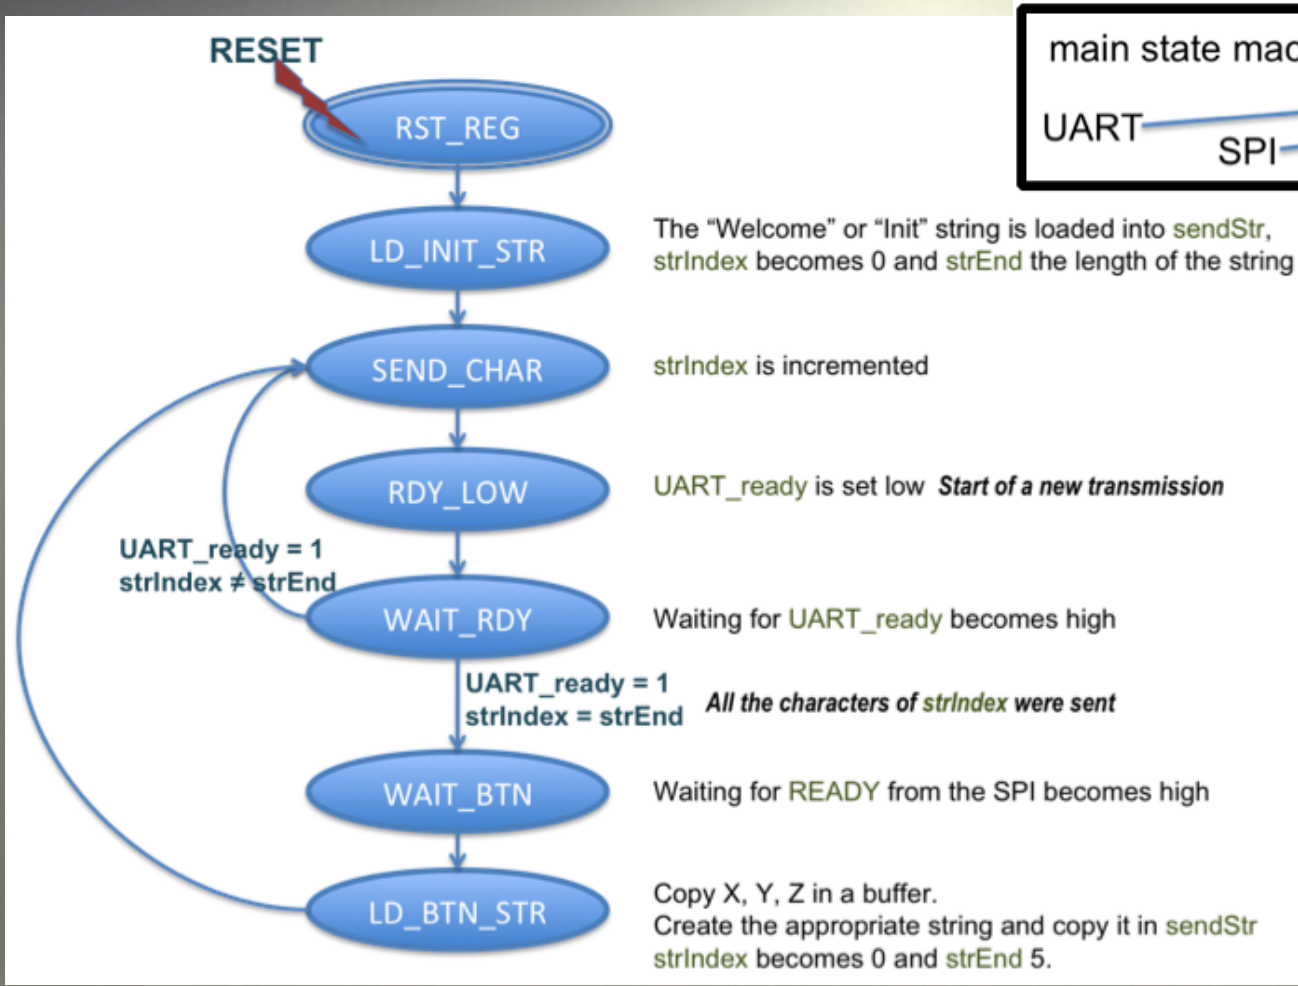 RESET
main state mac
UART
SPI
RST_REG
LD_INIT_STR
The “Welcome” or “Init” string is loaded into sendStr,
strIndex becomes 0 and strEnd the length of the string
SEND_CHAR
strIndex is incremented
RDY_LOW
UART_ready is set low Start of a new transmission
UART_ready = 1
strIndex ≠ strEnd
WAIT_RDY
Waiting for UART_ready becomes high
UART_ready = 1
strIndex = strEnd
All the characters of strIndex were sent
WAIT_BTN
Waiting for READY from the SPI becomes high
LD_BTN_STR
Copy X, Y, Z in a buffer.
Create the appropriate string and copy it in sendStr
strIndex becomes 0 and strEnd 5.